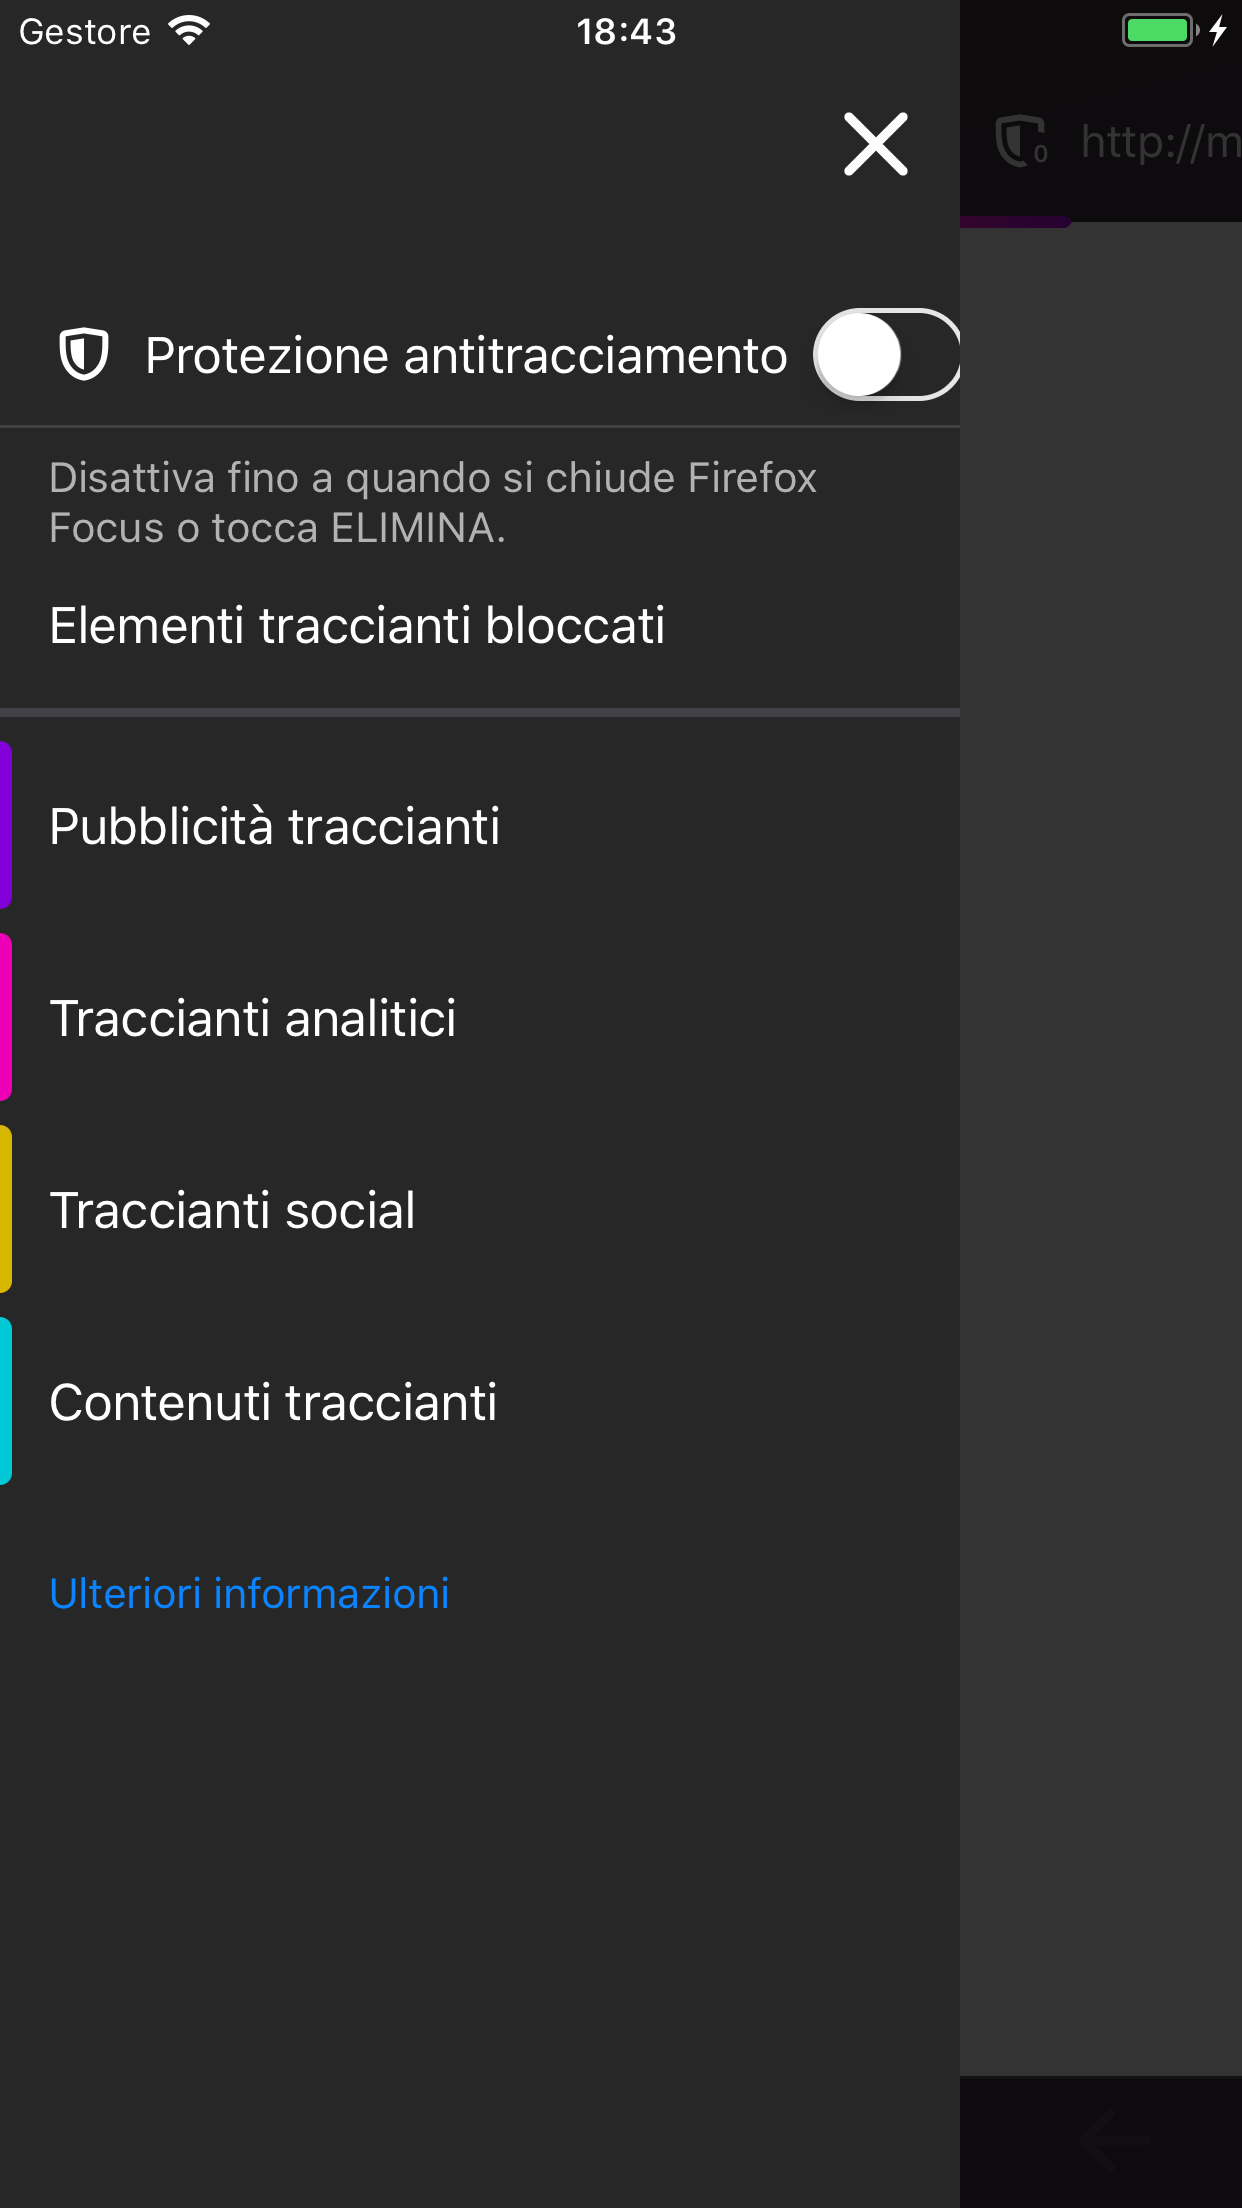 Gestore
18:43
0
http://m
Protezione antitracciamento
Disattiva fino a quando si chiude Firefox
Focus o tocca ELIMINA.
Elementi traccianti bloccati
Pubblicità traccianti
Traccianti analitici
Traccianti social
Contenuti traccianti
Ulteriori informazioni